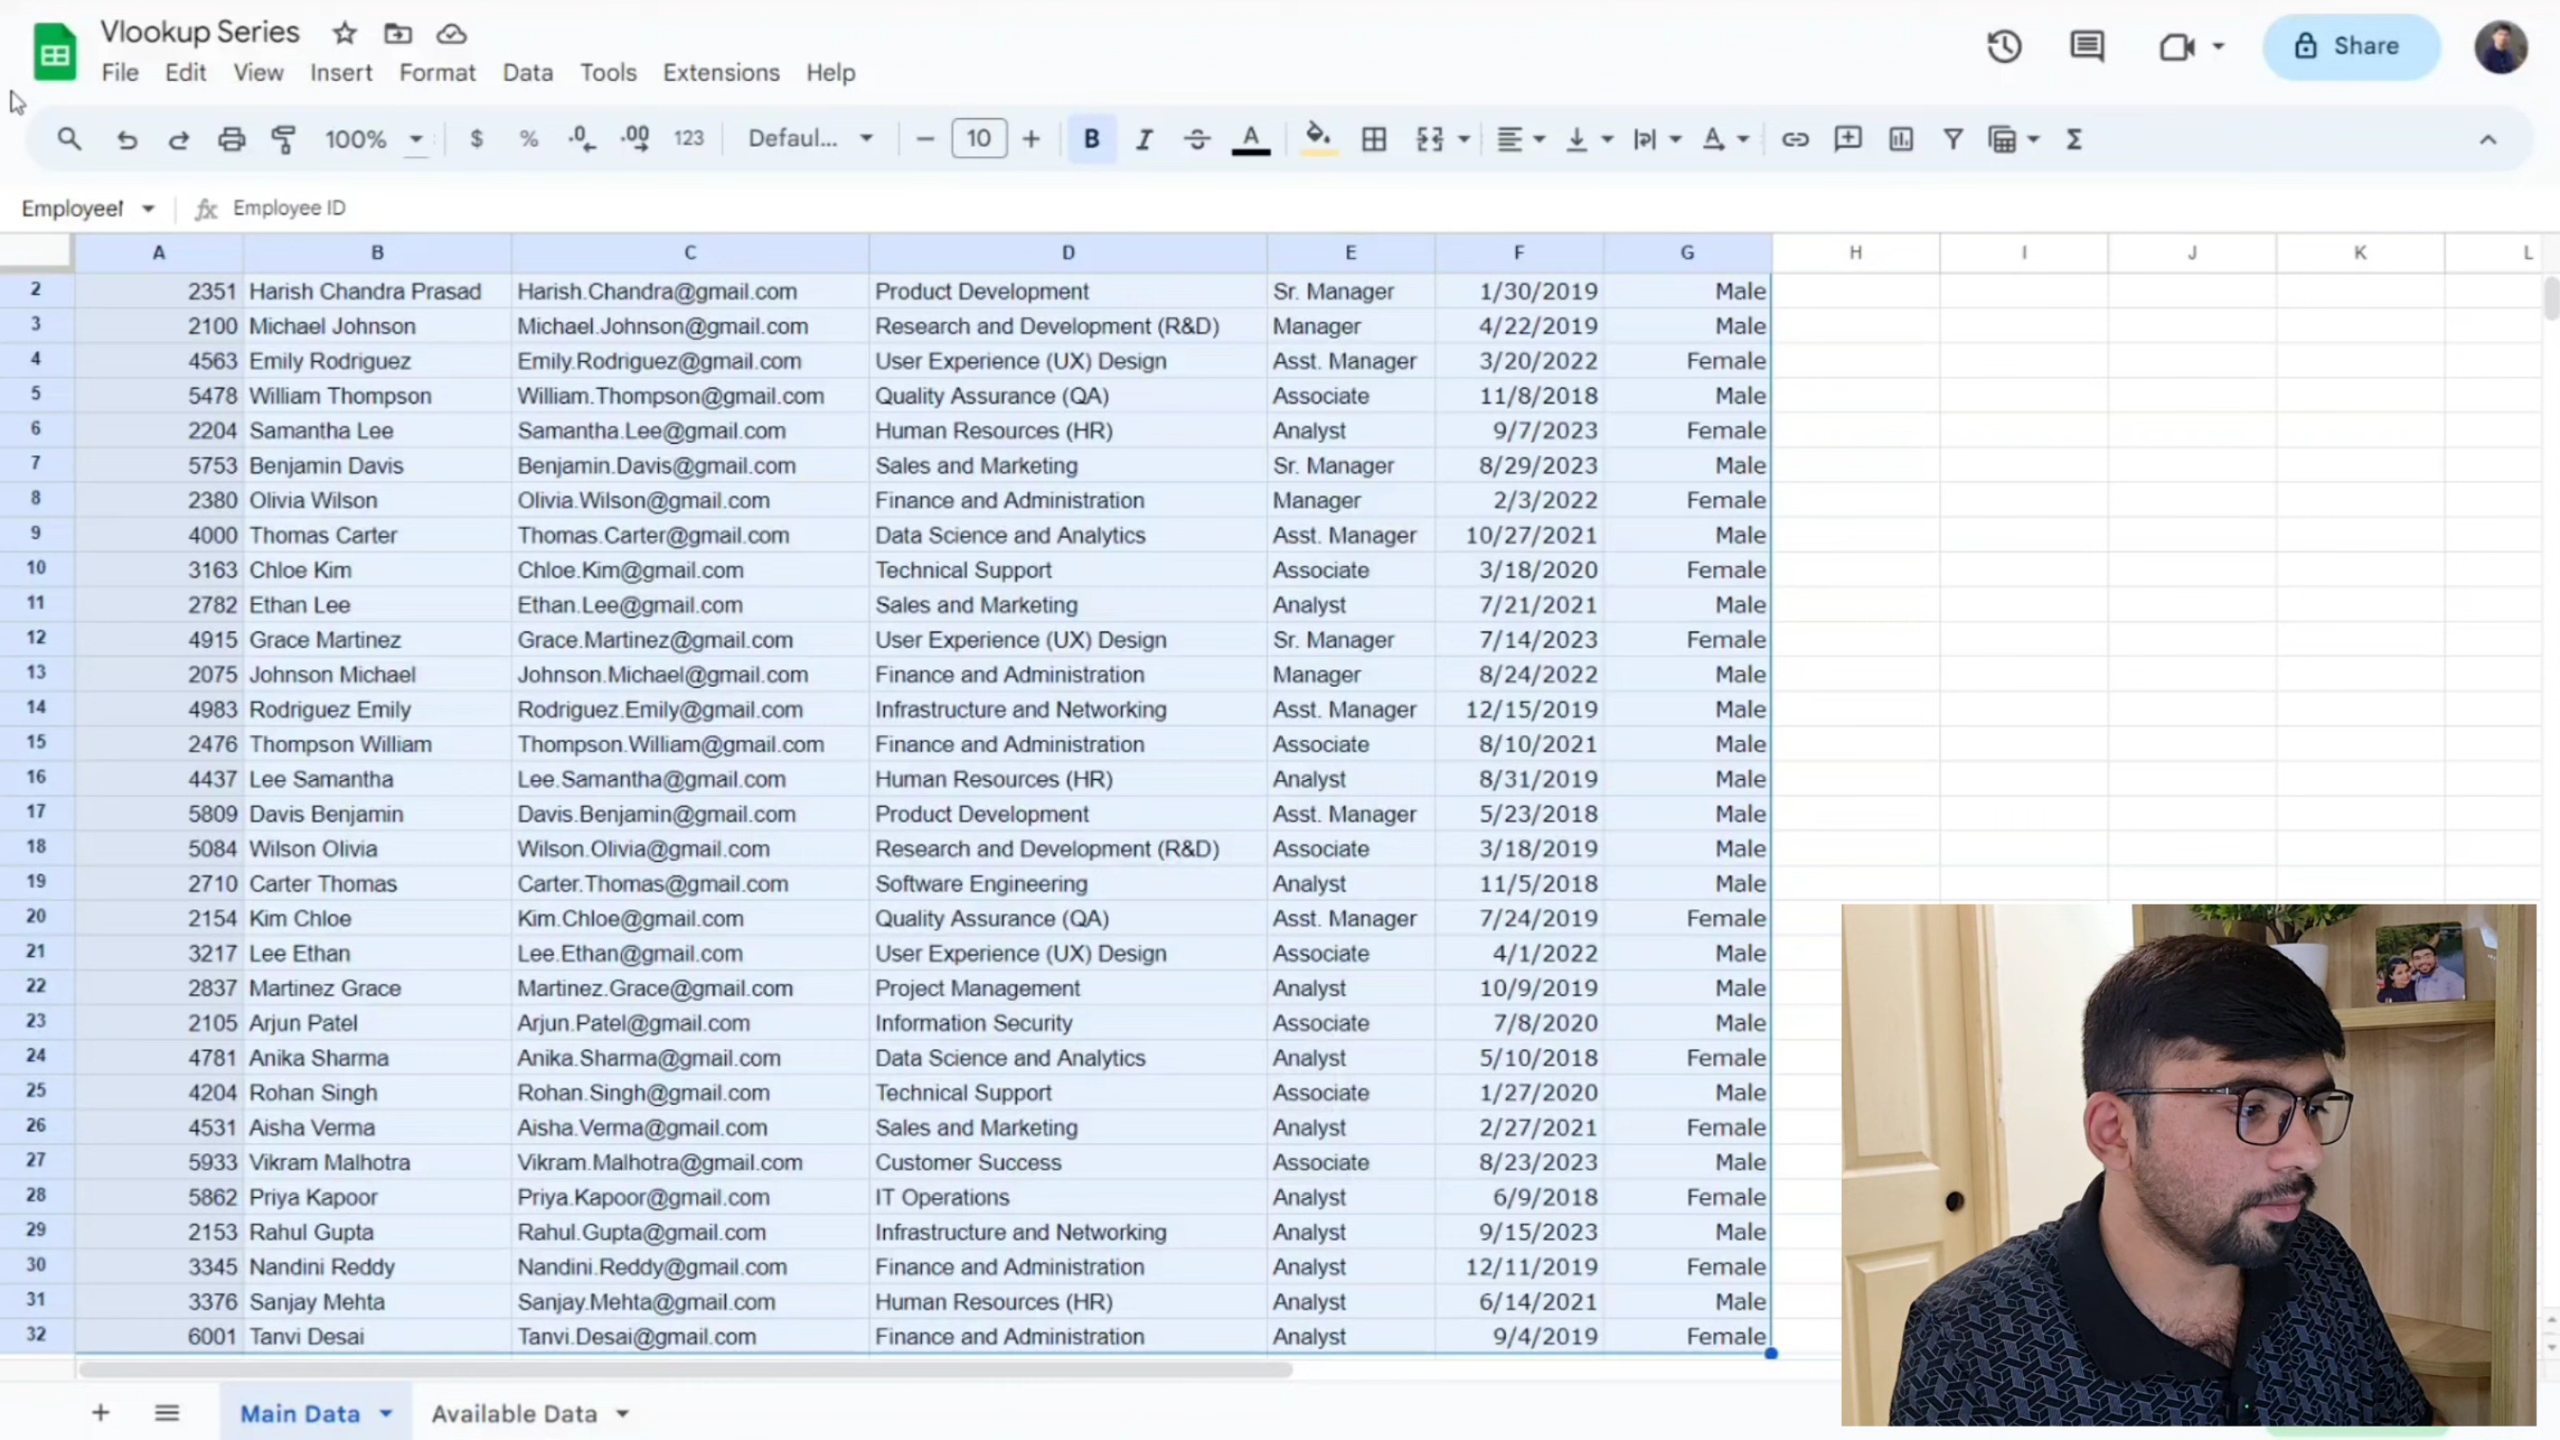 Vlookup Series
File Edit View Insert Format Data Tools Extensions Help
Share
100% $ % .0 .00 123 Defaul... 10 B I A A Σ
fx Employee ID
A B C D E F G H I J K L
2 2351 Harish Chandra Prasad Harish.Chandra@gmail.com Product Development Sr. Manager 1/30/2019 Male
3 2100 Michael Johnson Michael.Johnson@gmail.com Research and Development (R&D) Manager 4/22/2019 Male
4 4563 Emily Rodriguez Emily.Rodriguez@gmail.com User Experience (UX) Design Asst. Manager 3/20/2022 Female
5 5478 William Thompson William.Thompson@gmail.com Quality Assurance (QA) Associate 11/8/2018 Male
6 2204 Samantha Lee Samantha.Lee@gmail.com Human Resources (HR) Analyst 9/7/2023 Female
7 5753 Benjamin Davis Benjamin.Davis@gmail.com Sales and Marketing Sr. Manager 8/29/2023 Male
8 2380 Olivia Wilson Olivia.Wilson@gmail.com Finance and Administration Manager 2/3/2022 Female
9 4000 Thomas Carter Thomas.Carter@gmail.com Data Science and Analytics Asst. Manager 10/27/2021 Male
10 3163 Chloe Kim Chloe.Kim@gmail.com Technical Support Associate 3/18/2020 Female
11 2782 Ethan Lee Ethan.Lee@gmail.com Sales and Marketing Analyst 7/21/2021 Male
12 4915 Grace Martinez Grace.Martinez@gmail.com User Experience (UX) Design Sr. Manager 7/14/2023 Female
13 2075 Johnson Michael Johnson.Michael@gmail.com Finance and Administration Manager 8/24/2022 Male
14 4983 Rodriguez Emily Rodriguez.Emily@gmail.com Infrastructure and Networking Asst. Manager 12/15/2019 Male
15 2476 Thompson William Thompson.William@gmail.com Finance and Administration Associate 8/10/2021 Male
16 4437 Lee Samantha Lee.Samantha@gmail.com Human Resources (HR) Analyst 8/31/2019 Male
17 5809 Davis Benjamin Davis.Benjamin@gmail.com Product Development Asst. Manager 5/23/2018 Male
18 5084 Wilson Olivia Wilson.Olivia@gmail.com Research and Development (R&D) Associate 3/18/2019 Male
19 2710 Carter Thomas Carter.Thomas@gmail.com Software Engineering Analyst 11/5/2018 Male
20 2154 Kim Chloe Kim.Chloe@gmail.com Quality Assurance (QA) Asst. Manager 7/24/2019 Female
21 3217 Lee Ethan Lee.Ethan@gmail.com User Experience (UX) Design Associate 4/1/2022 Male
22 2837 Martinez Grace Martinez.Grace@gmail.com Project Management Analyst 10/9/2019 Male
23 2105 Arjun Patel Arjun.Patel@gmail.com Information Security Associate 7/8/2020 Male
24 4781 Anika Sharma Anika.Sharma@gmail.com Data Science and Analytics Analyst 5/10/2018 Female
25 4204 Rohan Singh Rohan.Singh@gmail.com Technical Support Associate 1/27/2020 Male
26 4531 Aisha Verma Aisha.Verma@gmail.com Sales and Marketing Analyst 2/27/2021 Female
27 5933 Vikram Malhotra Vikram.Malhotra@gmail.com Customer Success Associate 8/23/2023 Male
28 5862 Priya Kapoor Priya.Kapoor@gmail.com IT Operations Analyst 6/9/2018 Female
29 2153 Rahul Gupta Rahul.Gupta@gmail.com Infrastructure and Networking Analyst 9/15/2023 Male
30 3345 Nandini Reddy Nandini.Reddy@gmail.com Finance and Administration Analyst 12/11/2019 Female
31 3376 Sanjay Mehta Sanjay.Mehta@gmail.com Human Resources (HR) Analyst 6/14/2021 Male
32 6001 Tanvi Desai Tanvi.Desai@gmail.com Finance and Administration Analyst 9/4/2019 Female
Main Data Available Data